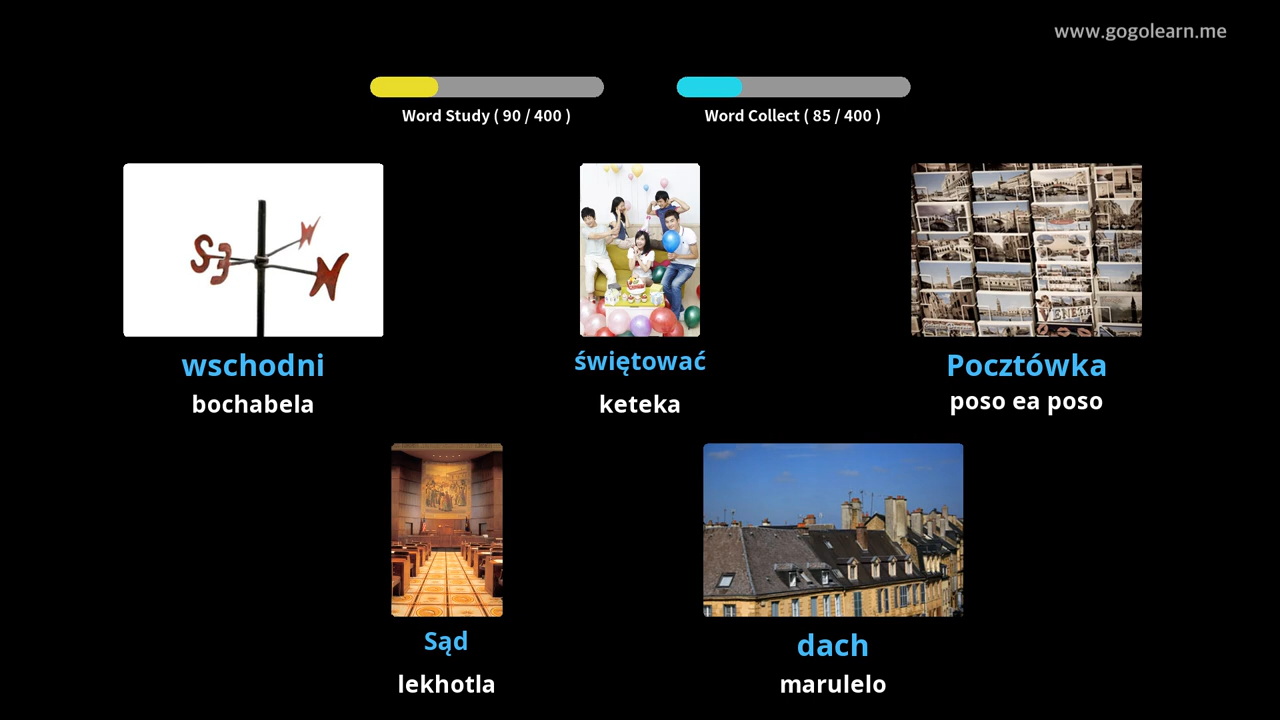 www.gogolearn.me
Word Study ( 90 / 400 )
Word Collect ( 85 / 400 )
S E W N
VENEZIA
wschodni
świętować
Pocztówka
bochabela
keteka
poso ea poso
Sąd
dach
lekhotla
marulelo